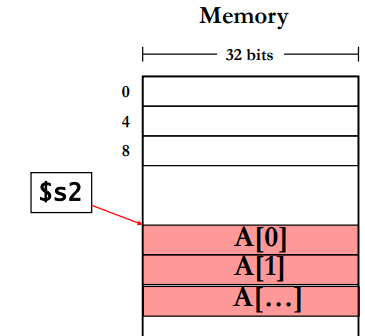 Memory
32 bits
0
4
8
$s2
A[0]
A[1]
A[...]